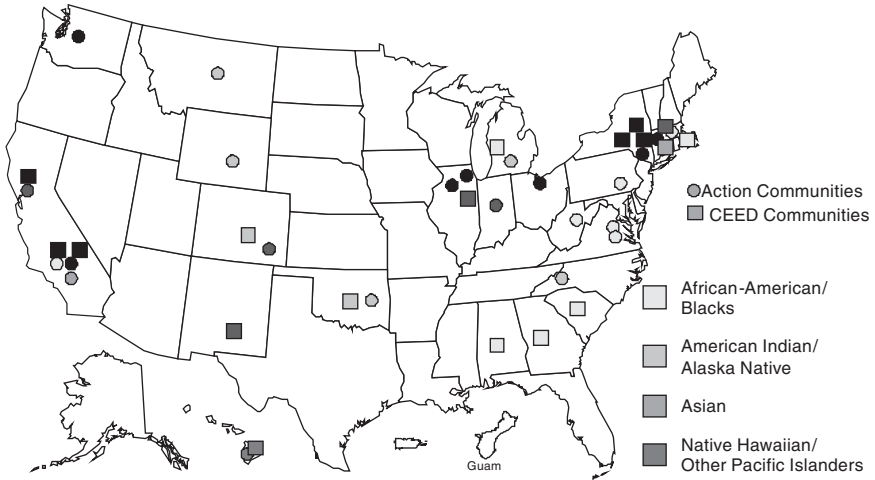 Action Communities
CEED Communities
African-American/
Blacks
American Indian/
Alaska Native
Asian
Native Hawaiian/
Other Pacific Islanders
Guam